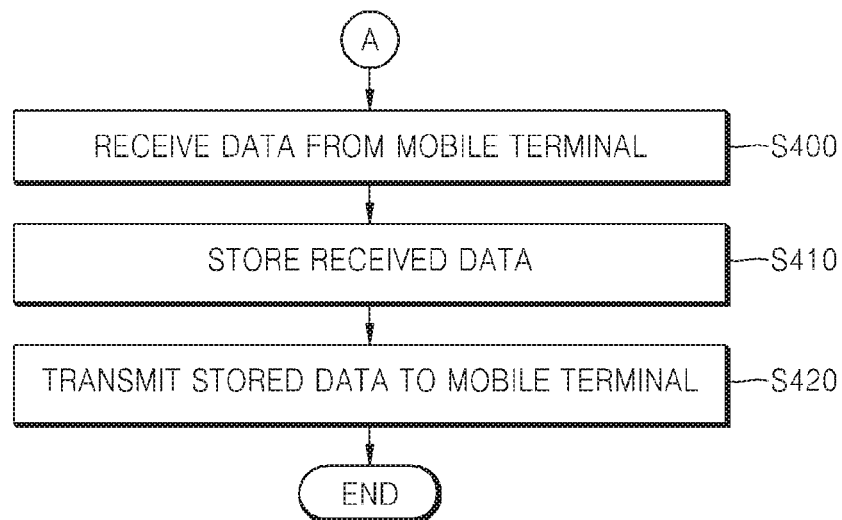 A
RECEIVE DATA FROM MOBILE TERMINAL
S400
STORE RECEIVED DATA
S410
TRANSMIT STORED DATA TO MOBILE TERMINAL
S420
END